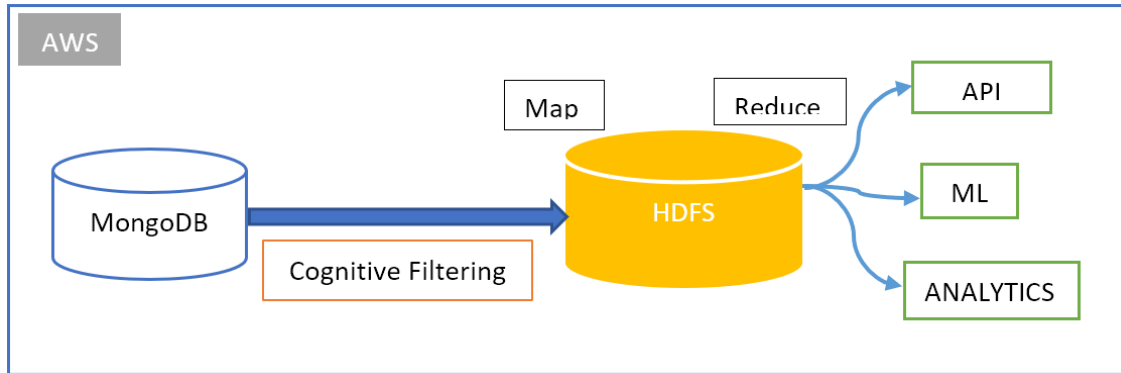 AWS
Map
Reduce
API
MongoDB
HDFS
ML
Cognitive Filtering
ANALYTICS